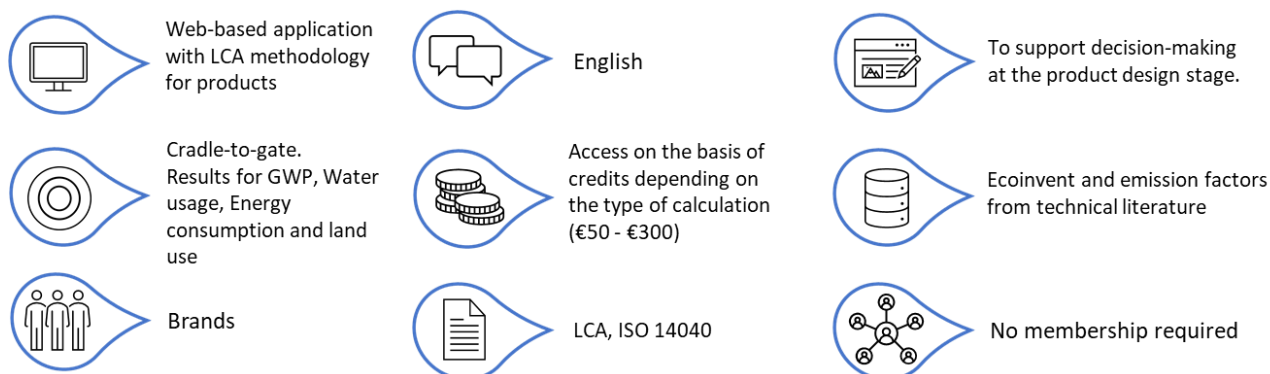 Web-based application
with LCA methodology
for products
English
To support decision-making
at the product design stage.
Cradle-to-gate.
Results for GWP, Water
usage, Energy
consumption and land
use
Access on the basis of
credits depending on
the type of calculation
(€50 - €300)
Ecoinvent and emission factors
from technical literature
Brands
LCA, ISO 14040
No membership required